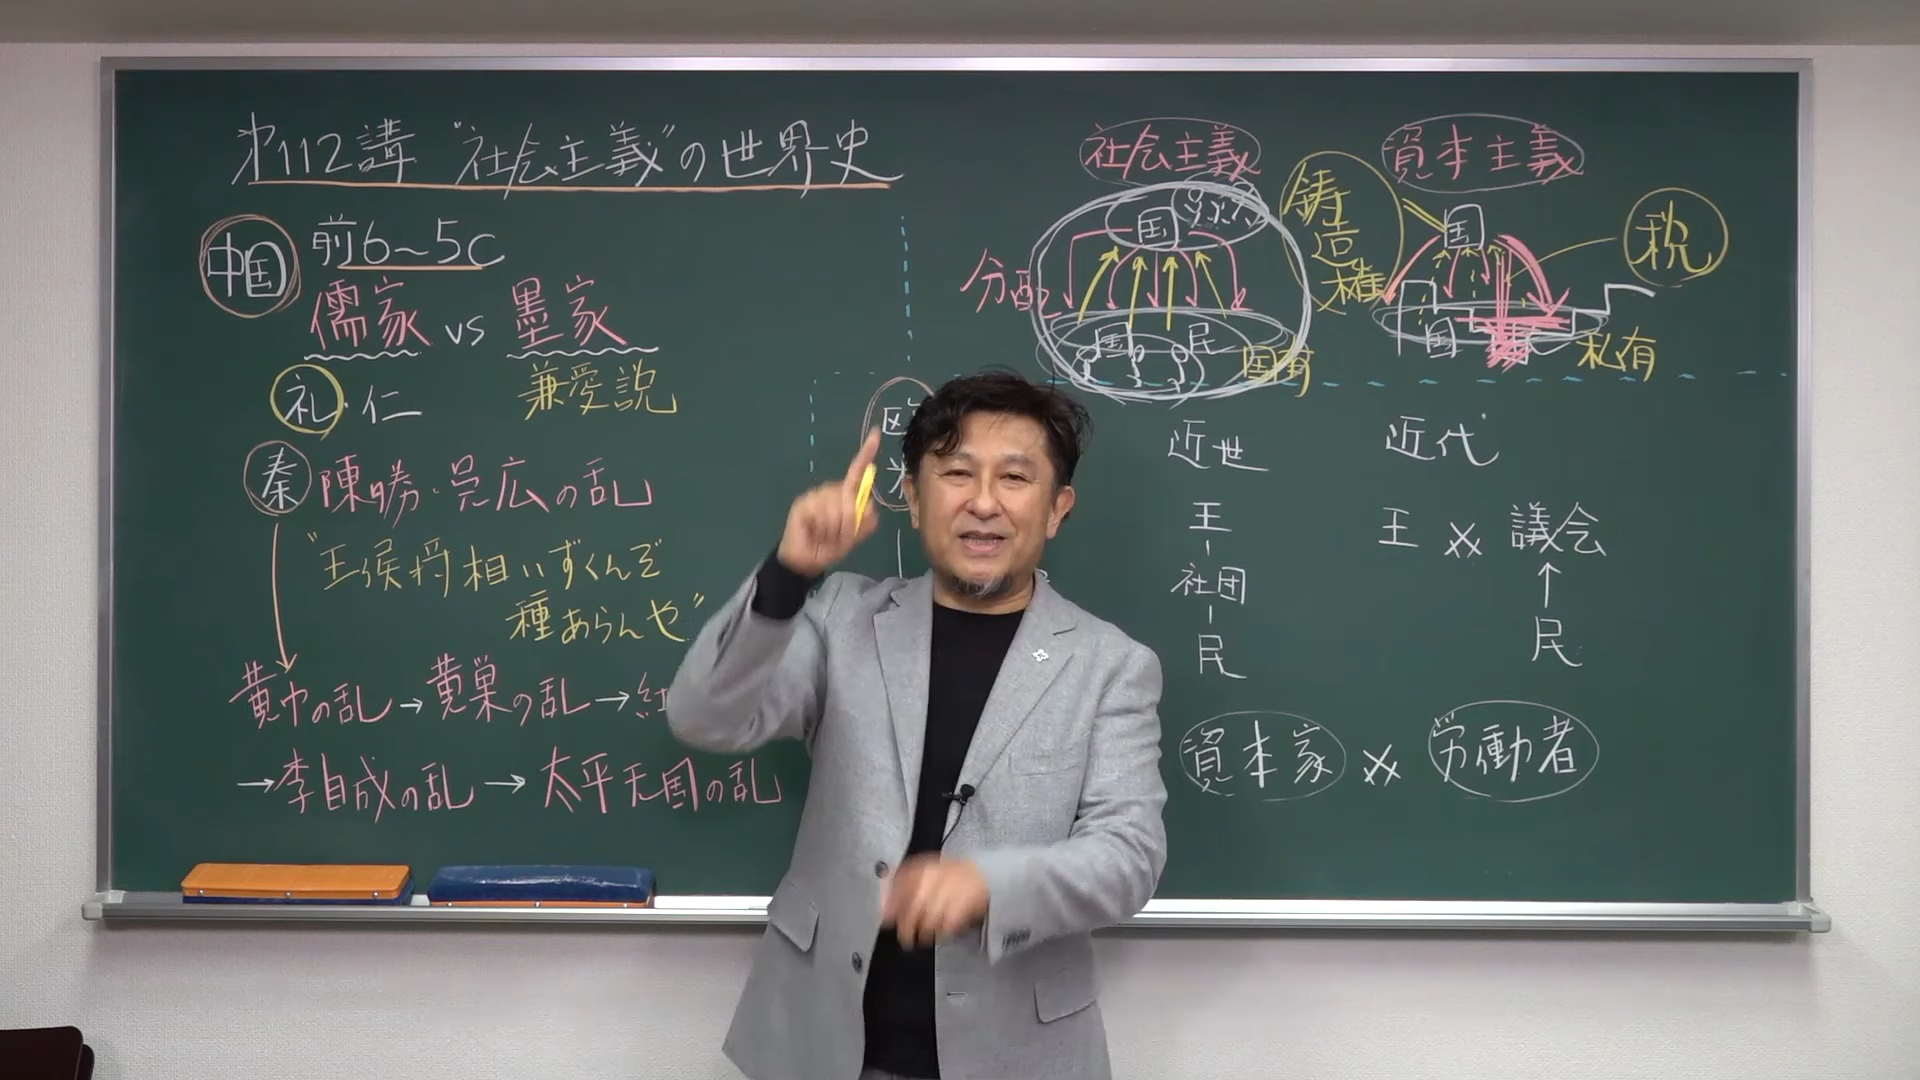 第112講 "社会主義"の世界史
中国 前6~5C
儒家 vs 墨家
礼・仁 兼愛説
秦 陳勝・呉広の乱
"王侯将相いずくんぞ
種あらんや"
黄巾の乱→黄巣の乱→紅
→李自成の乱→太平天国の乱
社会主義
国
分配
国民
国有
資本主義
鋳造権
国
税
国
私有
欧米
近世
王
社団
民
近代
王 ×× 議会
↑
民
資本家 ×× 労働者